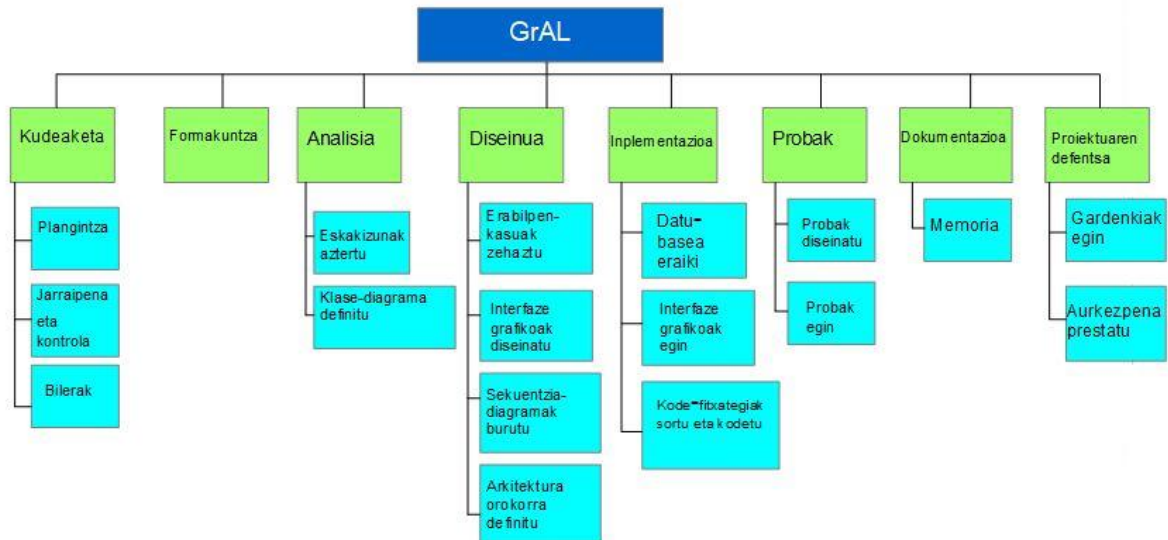 GrAL
Kudeaketa
Plangintza
Jarraipena
eta
kontrola
Bilerak
Formakuntza
Analisia
Eskakizunak
aztertu
Klase-diagrama
definitu
Diseinua
Erabilpen-
kasuak
zehaztu
Interfaze
grafikoak
diseinatu
Sekuentzia-
diagramak
burutu
Arkitektura
orokorra
definitu
Inplementazioa
Datu-
basea
eraiki
Interfaze
grafikoak
egin
Kode-fitxategiak
sortu eta kodetu
Probak
Probak
diseinatu
Probak
egin
Dokumentazioa
Memoria
Proiektuaren
defentsa
Gardenkiak
egin
Aurkezpena
prestatu